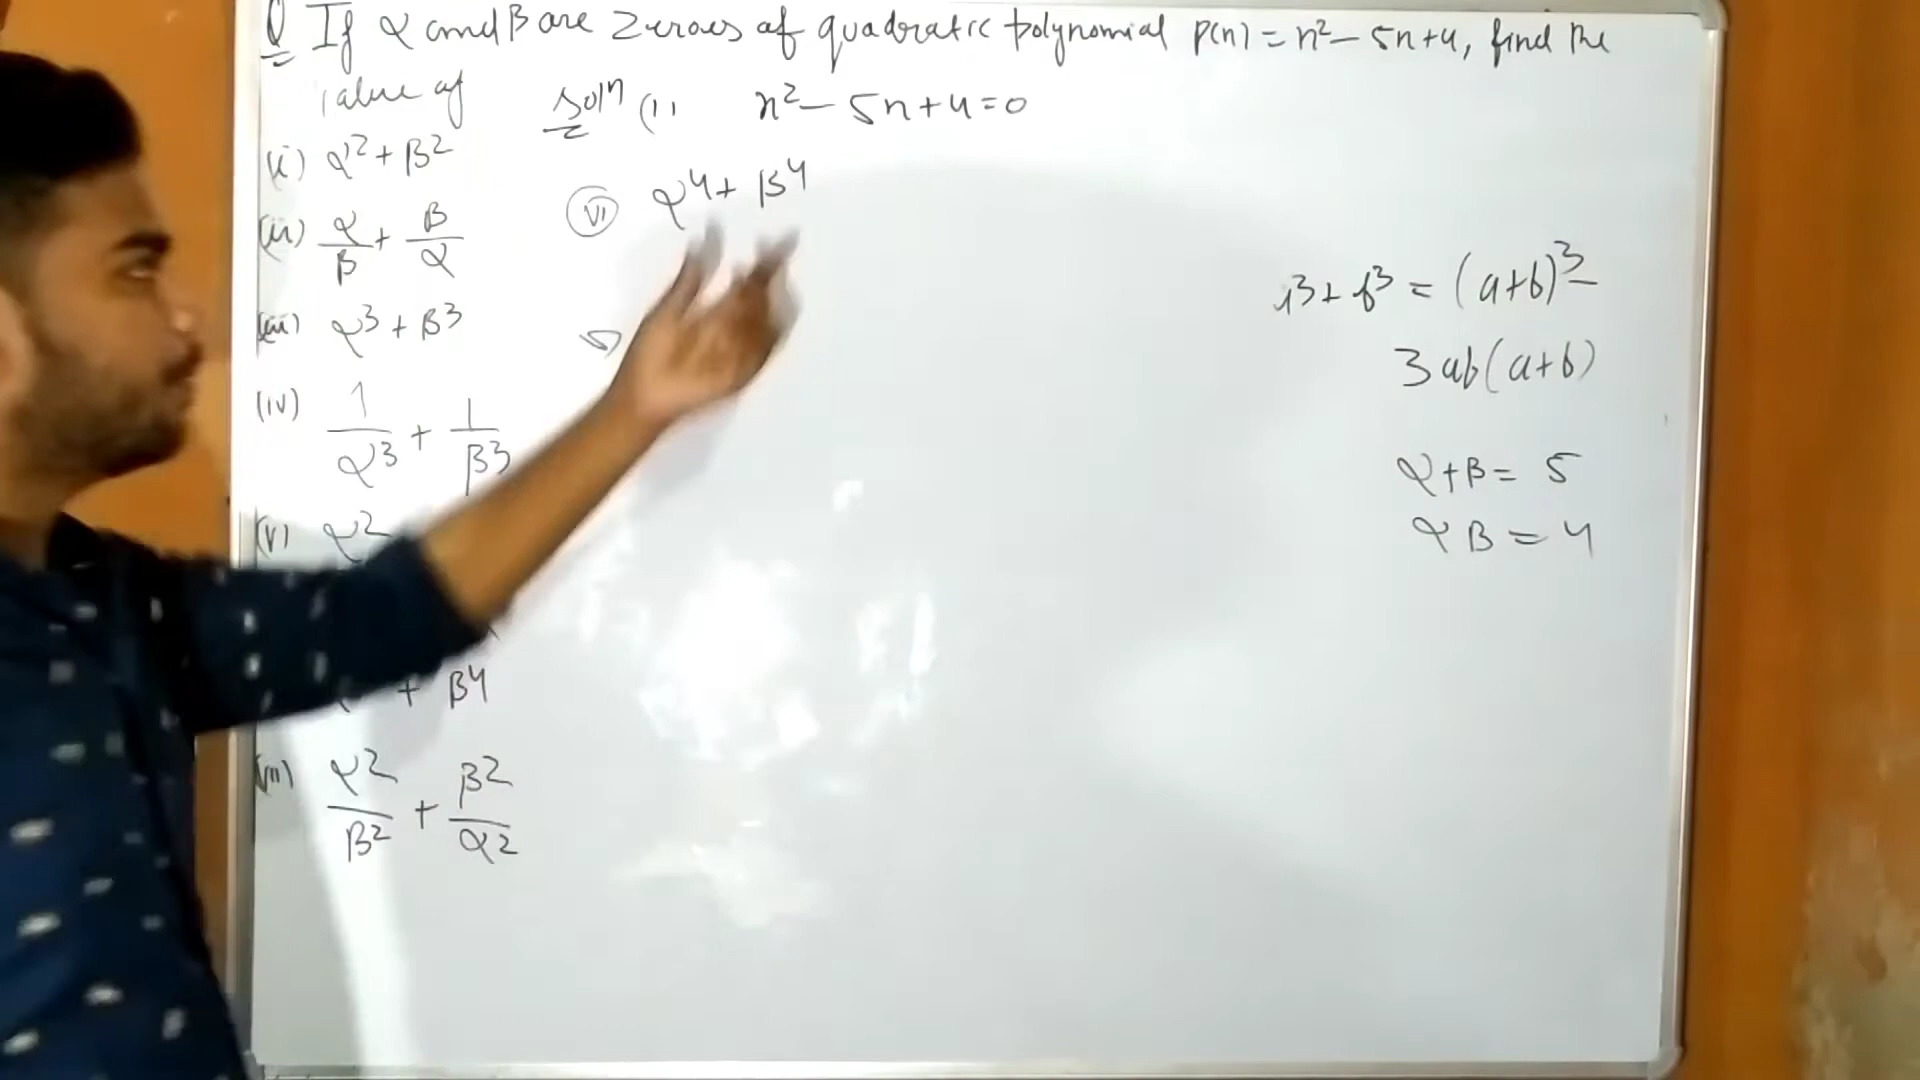 Q If α and β are zeroes of quadratic polynomial P(n) = n² - 5n + 4, find the
value of
Solⁿ (i) n² - 5n + 4 = 0
(i) α² + β²
(ii) α/β + β/α
(iii) α³ + β³
(iv) 1/α³ + 1/β³
(v) α²
+ β⁴
(vii) α²/β² + β²/α²
(vi) α⁴ + β⁴
a³ + b³ = (a+b)³ -
3ab(a+b)
α + β = 5
αβ = 4